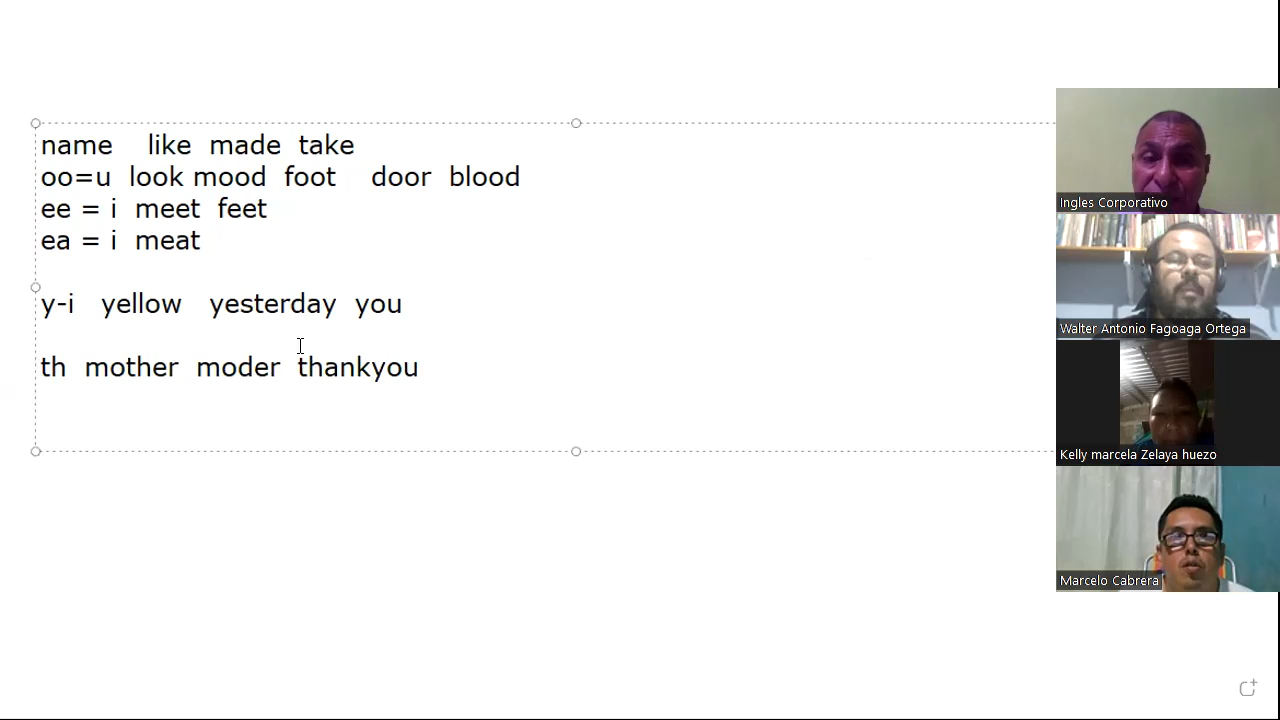 name like made take
oo=u look mood foot door blood
ee = i meet feet
ea = i meat
y-i yellow yesterday you
th mother moder thankyou
Ingles Corporativo
Walter Antonio Fagoaga Ortega
Kelly marcela Zelaya huezo
Marcelo Cabrera